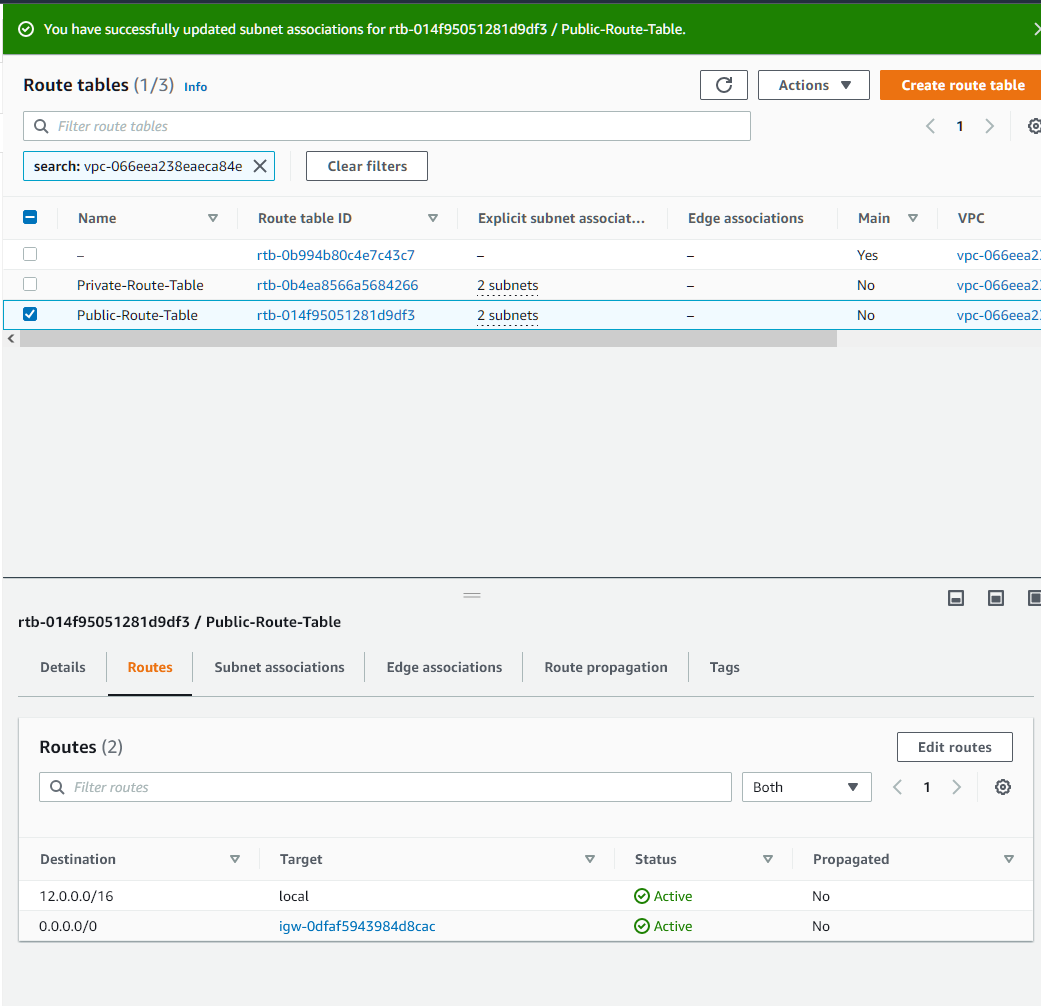 You have successfully updated subnet associations for rtb-014f95051281d9df3 / Public-Route-Table.
Route tables (1/3) Info
Actions
Create route table
Filter route tables
1
search: vpc-066eea238eaeca84e
Clear filters
Name Route table ID Explicit subnet associat... Edge associations Main VPC
– rtb-0b994b80c4e7c43c7 – – Yes vpc-066eea2
Private-Route-Table rtb-0b4ea8566a5684266 2 subnets – No vpc-066eea2
Public-Route-Table rtb-014f95051281d9df3 2 subnets – No vpc-066eea2
rtb-014f95051281d9df3 / Public-Route-Table
Details Routes Subnet associations Edge associations Route propagation Tags
Routes (2)
Edit routes
Filter routes
Both
1
Destination Target Status Propagated
12.0.0.0/16 local Active No
0.0.0.0/0 igw-0dfaf5943984d8cac Active No